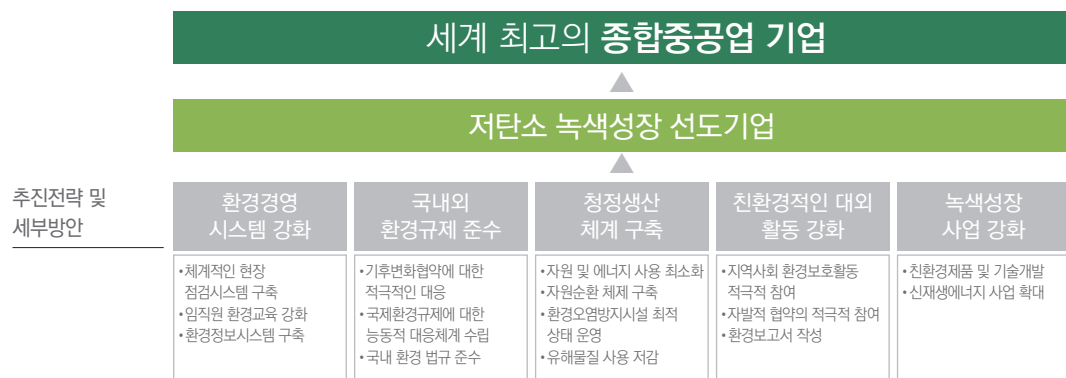 세계 최고의 종합중공업 기업
저탄소 녹색성장 선도기업
추진전략 및
세부방안
환경경영
시스템 강화
•체계적인 현장
점검시스템 구축
•임직원 환경교육 강화
•환경정보시스템 구축
국내외
환경규제 준수
•기후변화협약에 대한
적극적인 대응
•국제환경규제에 대한
능동적 대응체계 수립
•국내 환경 법규 준수
청정생산
체계 구축
•자원 및 에너지 사용 최소화
•자원순환 체제 구축
•환경오염방지시설 최적
상태 운영
•유해물질 사용 저감
친환경적인 대외
활동 강화
•지역사회 환경보호활동
적극적 참여
•자발적 협약의 적극적 참여
•환경보고서 작성
녹색성장
사업 강화
•친환경제품 및 기술개발
•신재생에너지 사업 확대